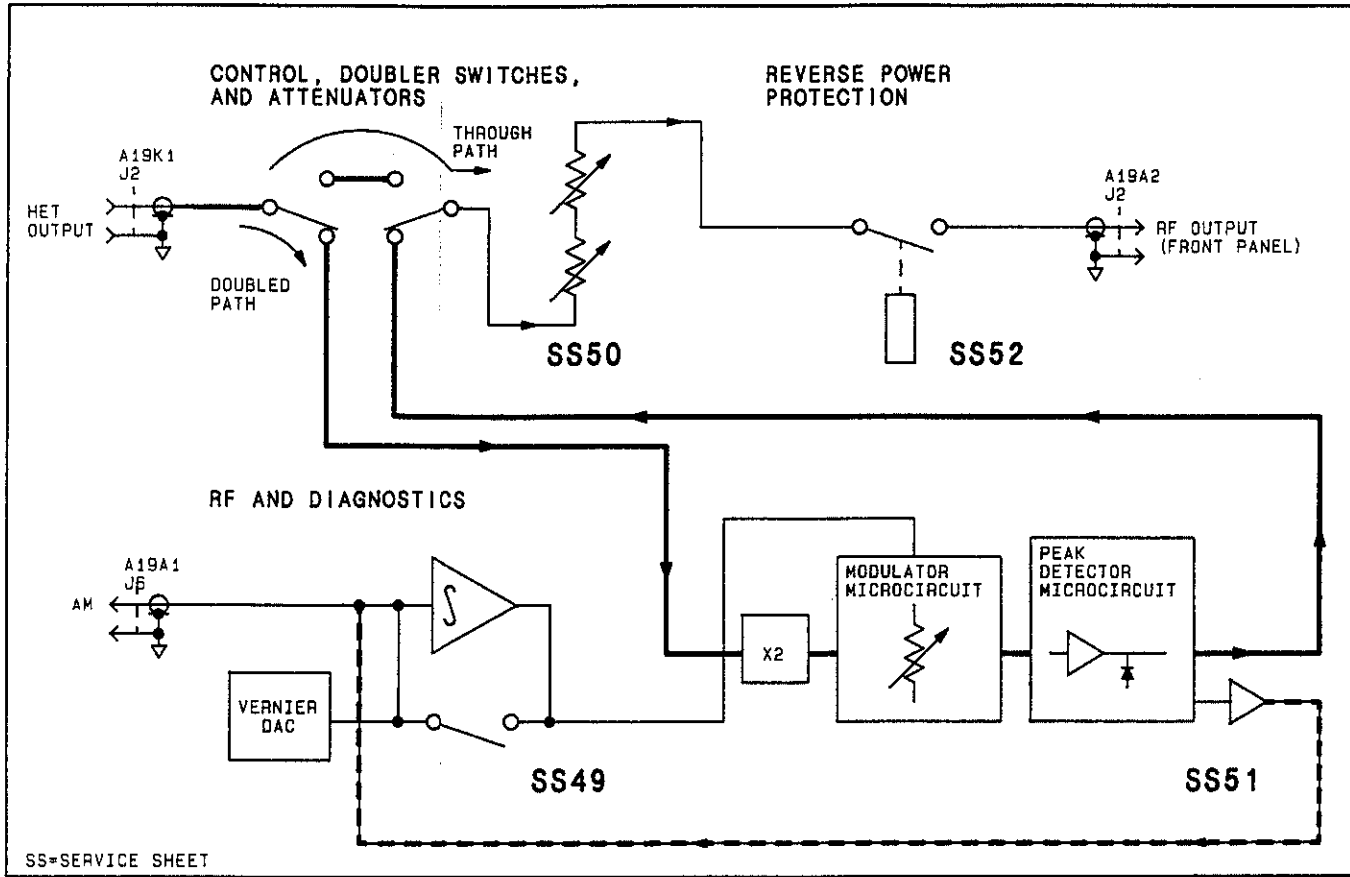 CONTROL, DOUBLER SWITCHES,
AND ATTENUATORS
REVERSE POWER
PROTECTION
THROUGH
PATH
A19K1
J2
HET
OUTPUT
DOUBLED
PATH
A19A2
J2
RF OUTPUT
(FRONT PANEL)
SS50
SS52
RF AND DIAGNOSTICS
A19A1
J6
AM
VERNIER
DAC
X2
MODULATOR
MICROCIRCUIT
PEAK
DETECTOR
MICROCIRCUIT
SS49
SS51
SS=SERVICE SHEET